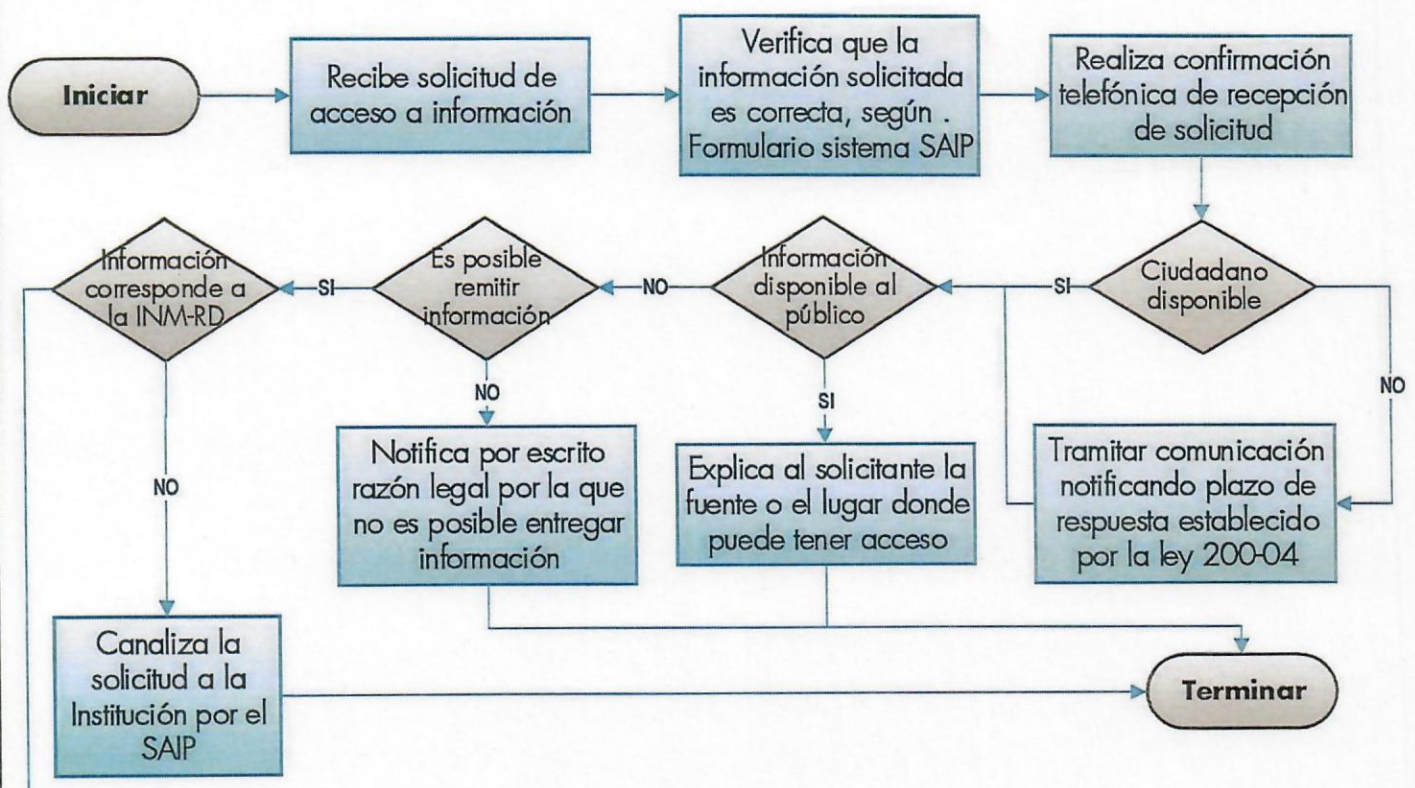 Iniciar
Recibe solicitud de
acceso a información
Verifica que la
información solicitada
es correcta, según .
Formulario sistema SAIP
Realiza confirmación
telefónica de recepción
de solicitud
Ciudadano
disponible
SI
NO
Tramitar comunicación
notificando plazo de
respuesta establecido
por la ley 200-04
Información
disponible al
público
NO
SI
Explica al solicitante la
fuente o el lugar donde
puede tener acceso
Es posible
remitir
información
SI
NO
Notifica por escrito
razón legal por la que
no es posible entregar
información
Información
corresponde a
la INM-RD
NO
Canaliza la
solicitud a la
Institución por el
SAIP
Terminar